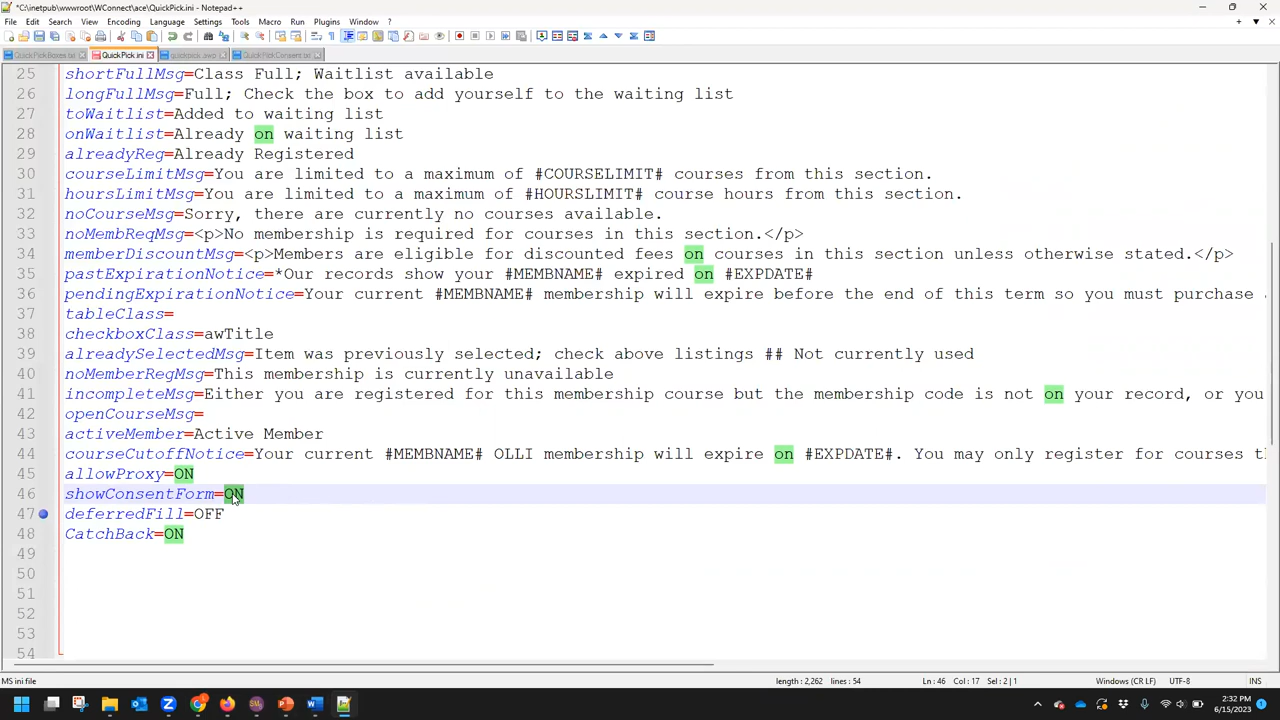 *C:\inetpub\wwwroot\WConnect\ace\QuickPick.ini - Notepad++
File Edit Search View Encoding Language Settings Tools Macro Run Plugins Window ?
QuickPickBoxes.txt QuickPick.ini quickpick.awp QuickPickConsent.txt
25 shortFullMsg=Class Full; Waitlist available
26 longFullMsg=Full; Check the box to add yourself to the waiting list
27 toWaitlist=Added to waiting list
28 onWaitlist=Already on waiting list
29 alreadyReg=Already Registered
30 courseLimitMsg=You are limited to a maximum of #COURSELIMIT# courses from this section.
31 hoursLimitMsg=You are limited to a maximum of #HOURSLIMIT# course hours from this section.
32 noCourseMsg=Sorry, there are currently no courses available.
33 noMembReqMsg=<p>No membership is required for courses in this section.</p>
34 memberDiscountMsg=<p>Members are eligible for discounted fees on courses in this section unless otherwise stated.</p>
35 pastExpirationNotice=*Our records show your #MEMBNAME# expired on #EXPDATE#
36 pendingExpirationNotice=Your current #MEMBNAME# membership will expire before the end of this term so you must purchase
37 tableClass=
38 checkboxClass=awTitle
39 alreadySelectedMsg=Item was previously selected; check above listings ## Not currently used
40 noMemberRegMsg=This membership is currently unavailable
41 incompleteMsg=Either you are registered for this membership course but the membership code is not on your record, or you
42 openCourseMsg=
43 activeMember=Active Member
44 courseCutoffNotice=Your current #MEMBNAME# OLLI membership will expire on #EXPDATE#. You may only register for courses t
45 allowProxy=ON
46 showConsentForm=ON
47 deferredFill=OFF
48 CatchBack=ON
49
50
51
52
53
54
MS ini file length : 2,262 lines : 54 Ln : 46 Col : 17 Sel : 2 | 1 Windows (CR LF) UTF-8 INS
2:32 PM
6/15/2023